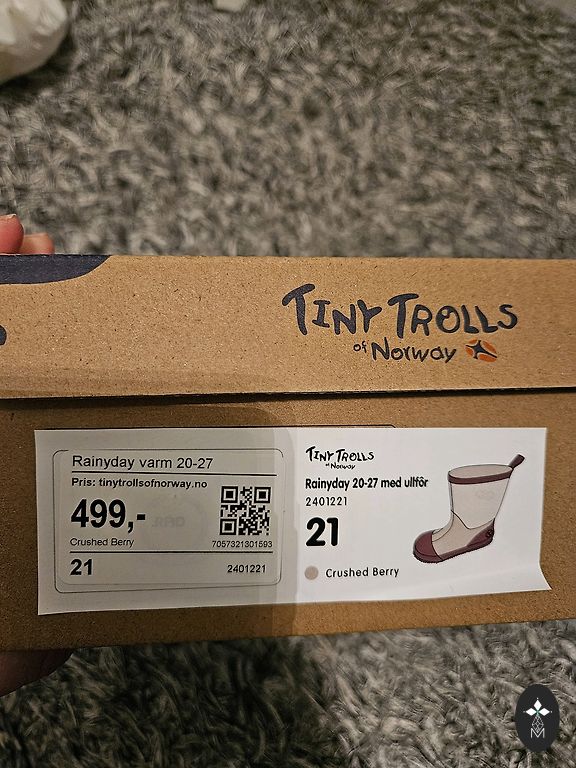 TINY TROLLS
of Norway
Rainyday varm 20-27
Pris: tinytrollsofnorway.no
499,-
Crushed Berry
7057321301593
21
2401221
TINY TROLLS
of Norway
Rainyday 20-27 med ullfôr
2401221
21
Crushed Berry
M